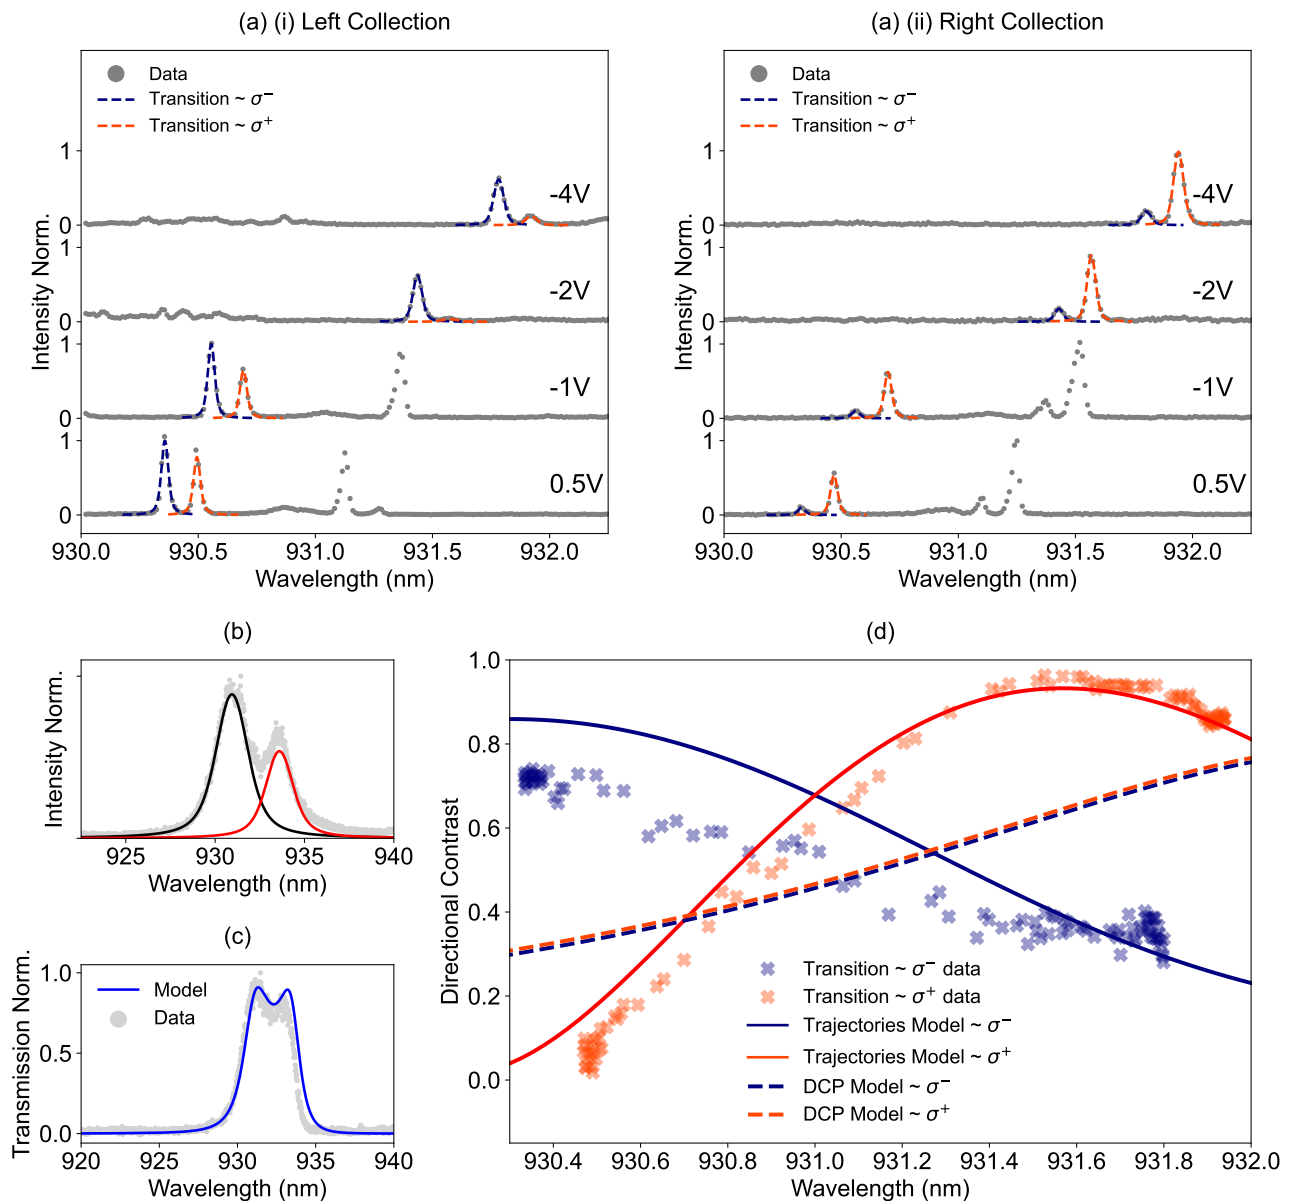 (a) (i) Left Collection
Data
Transition ~ σ−
Transition ~ σ+
Intensity Norm.
1
0
-4V
1
0
-2V
1
0
-1V
1
0
0.5V
930.0 930.5 931.0 931.5 932.0
Wavelength (nm)
(a) (ii) Right Collection
Data
Transition ~ σ−
Transition ~ σ+
Intensity Norm.
1
0
-4V
1
0
-2V
1
0
-1V
1
0
0.5V
930.0 930.5 931.0 931.5 932.0
Wavelength (nm)
(b)
Intensity Norm.
925 930 935 940
Wavelength (nm)
(c)
Transmission Norm.
1.0
0.5
0.0
Model
Data
920 925 930 935 940
Wavelength (nm)
(d)
Directional Contrast
1.0
0.8
0.6
0.4
0.2
0.0
Transition ~ σ− data
Transition ~ σ+ data
Trajectories Model ~ σ−
Trajectories Model ~ σ+
DCP Model ~ σ−
DCP Model ~ σ+
930.4 930.6 930.8 931.0 931.2 931.4 931.6 931.8 932.0
Wavelength (nm)